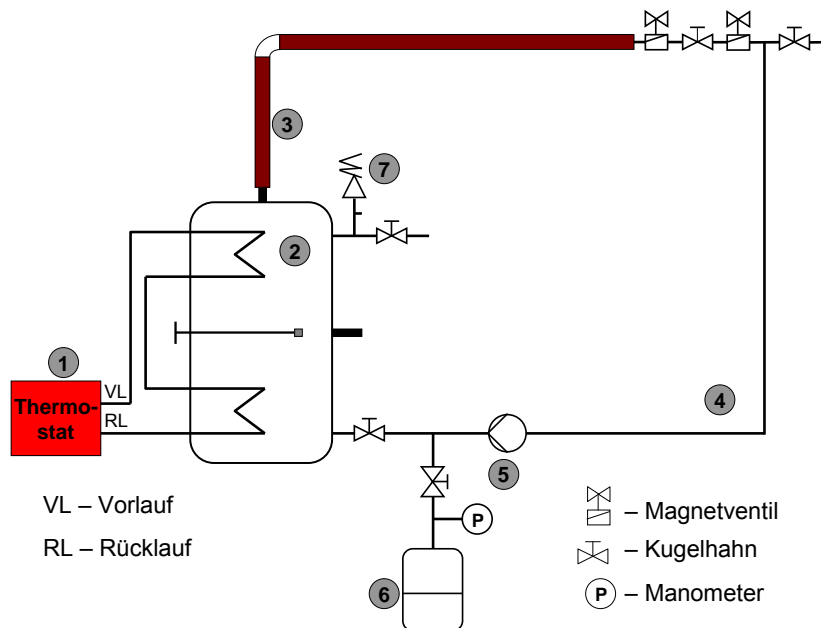 3
7
2
1
VL
Thermo-
stat
RL
4
5
VL – Vorlauf
RL – Rücklauf
P
6
– Magnetventil
– Kugelhahn
P – Manometer